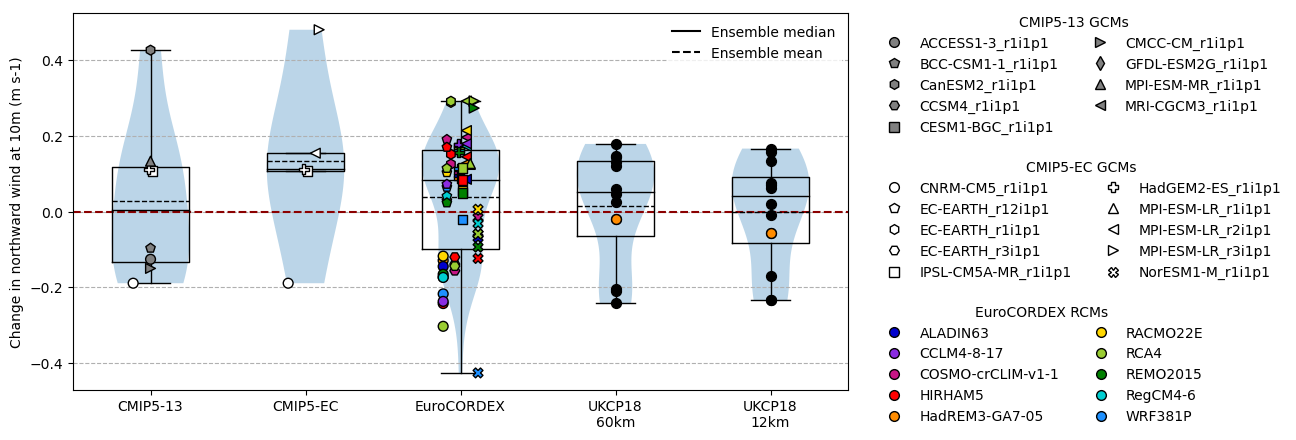 Change in northward wind at 10m (m s-1)
0.4
0.2
0.0
−0.2
−0.4
Ensemble median
Ensemble mean
CMIP5-13
CMIP5-EC
EuroCORDEX
UKCP18
60km
UKCP18
12km
CMIP5-13 GCMs
ACCESS1-3_r1i1p1
BCC-CSM1-1_r1i1p1
CanESM2_r1i1p1
CCSM4_r1i1p1
CESM1-BGC_r1i1p1
CMCC-CM_r1i1p1
GFDL-ESM2G_r1i1p1
MPI-ESM-MR_r1i1p1
MRI-CGCM3_r1i1p1
CMIP5-EC GCMs
CNRM-CM5_r1i1p1
EC-EARTH_r12i1p1
EC-EARTH_r1i1p1
EC-EARTH_r3i1p1
IPSL-CM5A-MR_r1i1p1
HadGEM2-ES_r1i1p1
MPI-ESM-LR_r1i1p1
MPI-ESM-LR_r2i1p1
MPI-ESM-LR_r3i1p1
NorESM1-M_r1i1p1
EuroCORDEX RCMs
ALADIN63
CCLM4-8-17
COSMO-crCLIM-v1-1
HIRHAM5
HadREM3-GA7-05
RACMO22E
RCA4
REMO2015
RegCM4-6
WRF381P